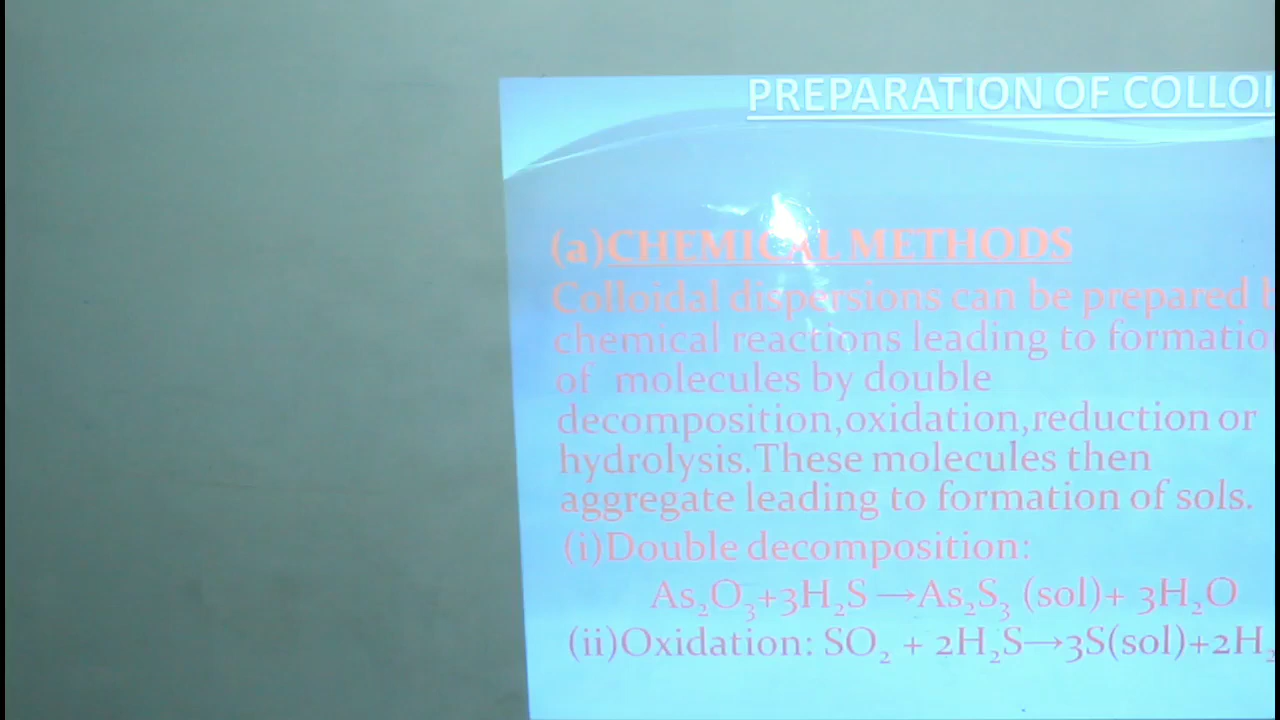 PREPARATION OF COLLOI
(a)CHEMICAL METHODS
Colloidal dispersions can be prepared b
chemical reactions leading to formatio
of molecules by double
decomposition,oxidation,reduction or
hydrolysis.These molecules then
aggregate leading to formation of sols.
(i)Double decomposition:
As₂O₃+3H₂S →As₂S₃ (sol)+ 3H₂O
(ii)Oxidation: SO₂ + 2H₂S→3S(sol)+2H₂